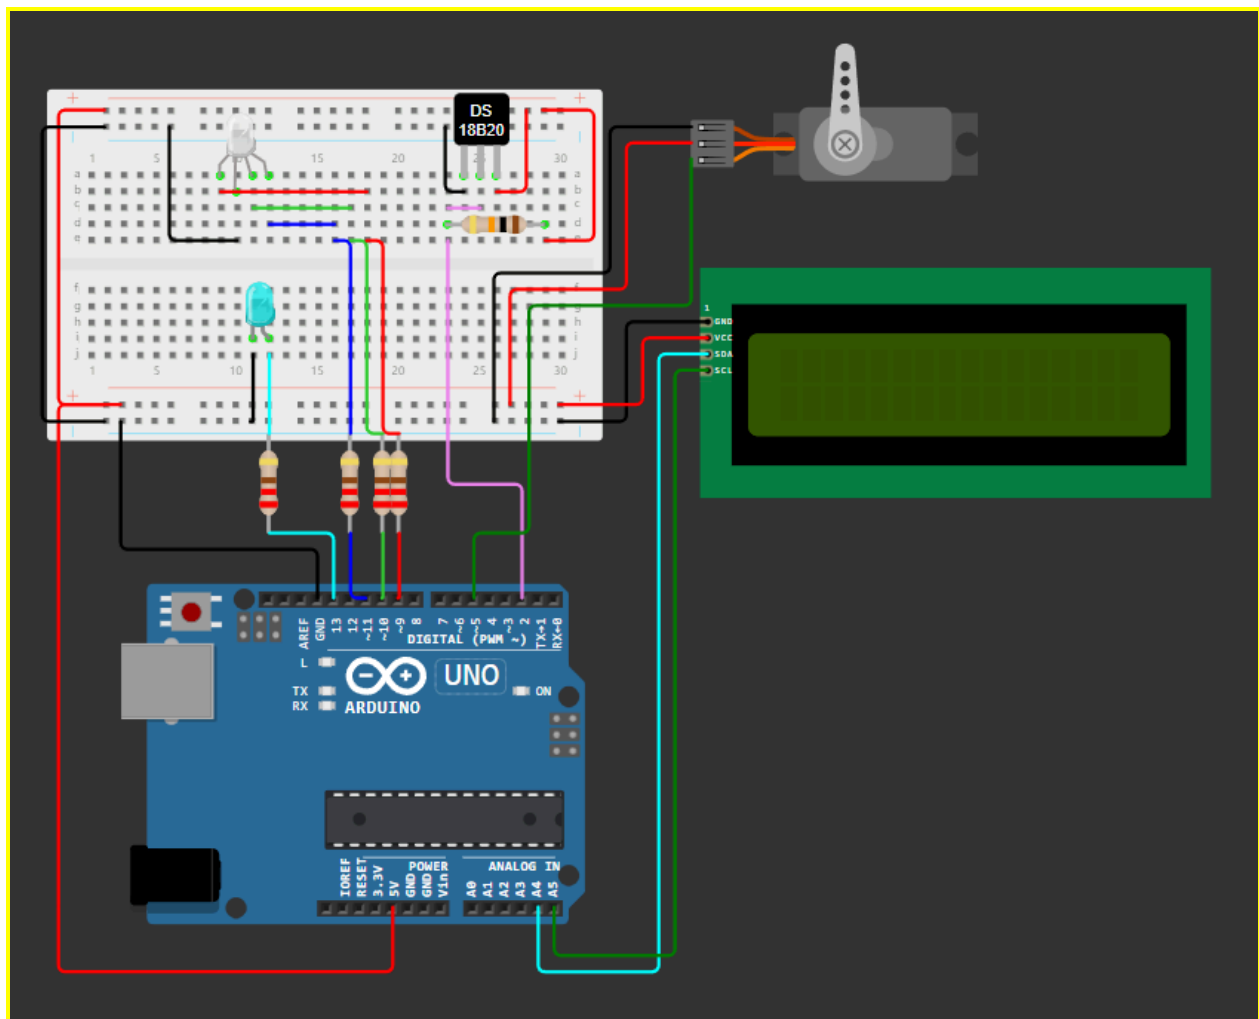 DS
18B20
+ +
1 5 10 15 20 25 30
a a
b b
c c
d d
e e
f f
g g
h h
i i
j j
1 5 10 15 20 25 30
+ +
1
GND
VCC
SDA
SCL
AREF
GND
13
12
~11
~10
~9
8
7
~6
~5
4
~3
2
TX→1
RX←0
DIGITAL (PWM ~)
L
TX
RX
UNO
ON
ARDUINO
IOREF
RESET
3.3V
5V
GND
GND
Vin
POWER
ANALOG IN
A0
A1
A2
A3
A4
A5